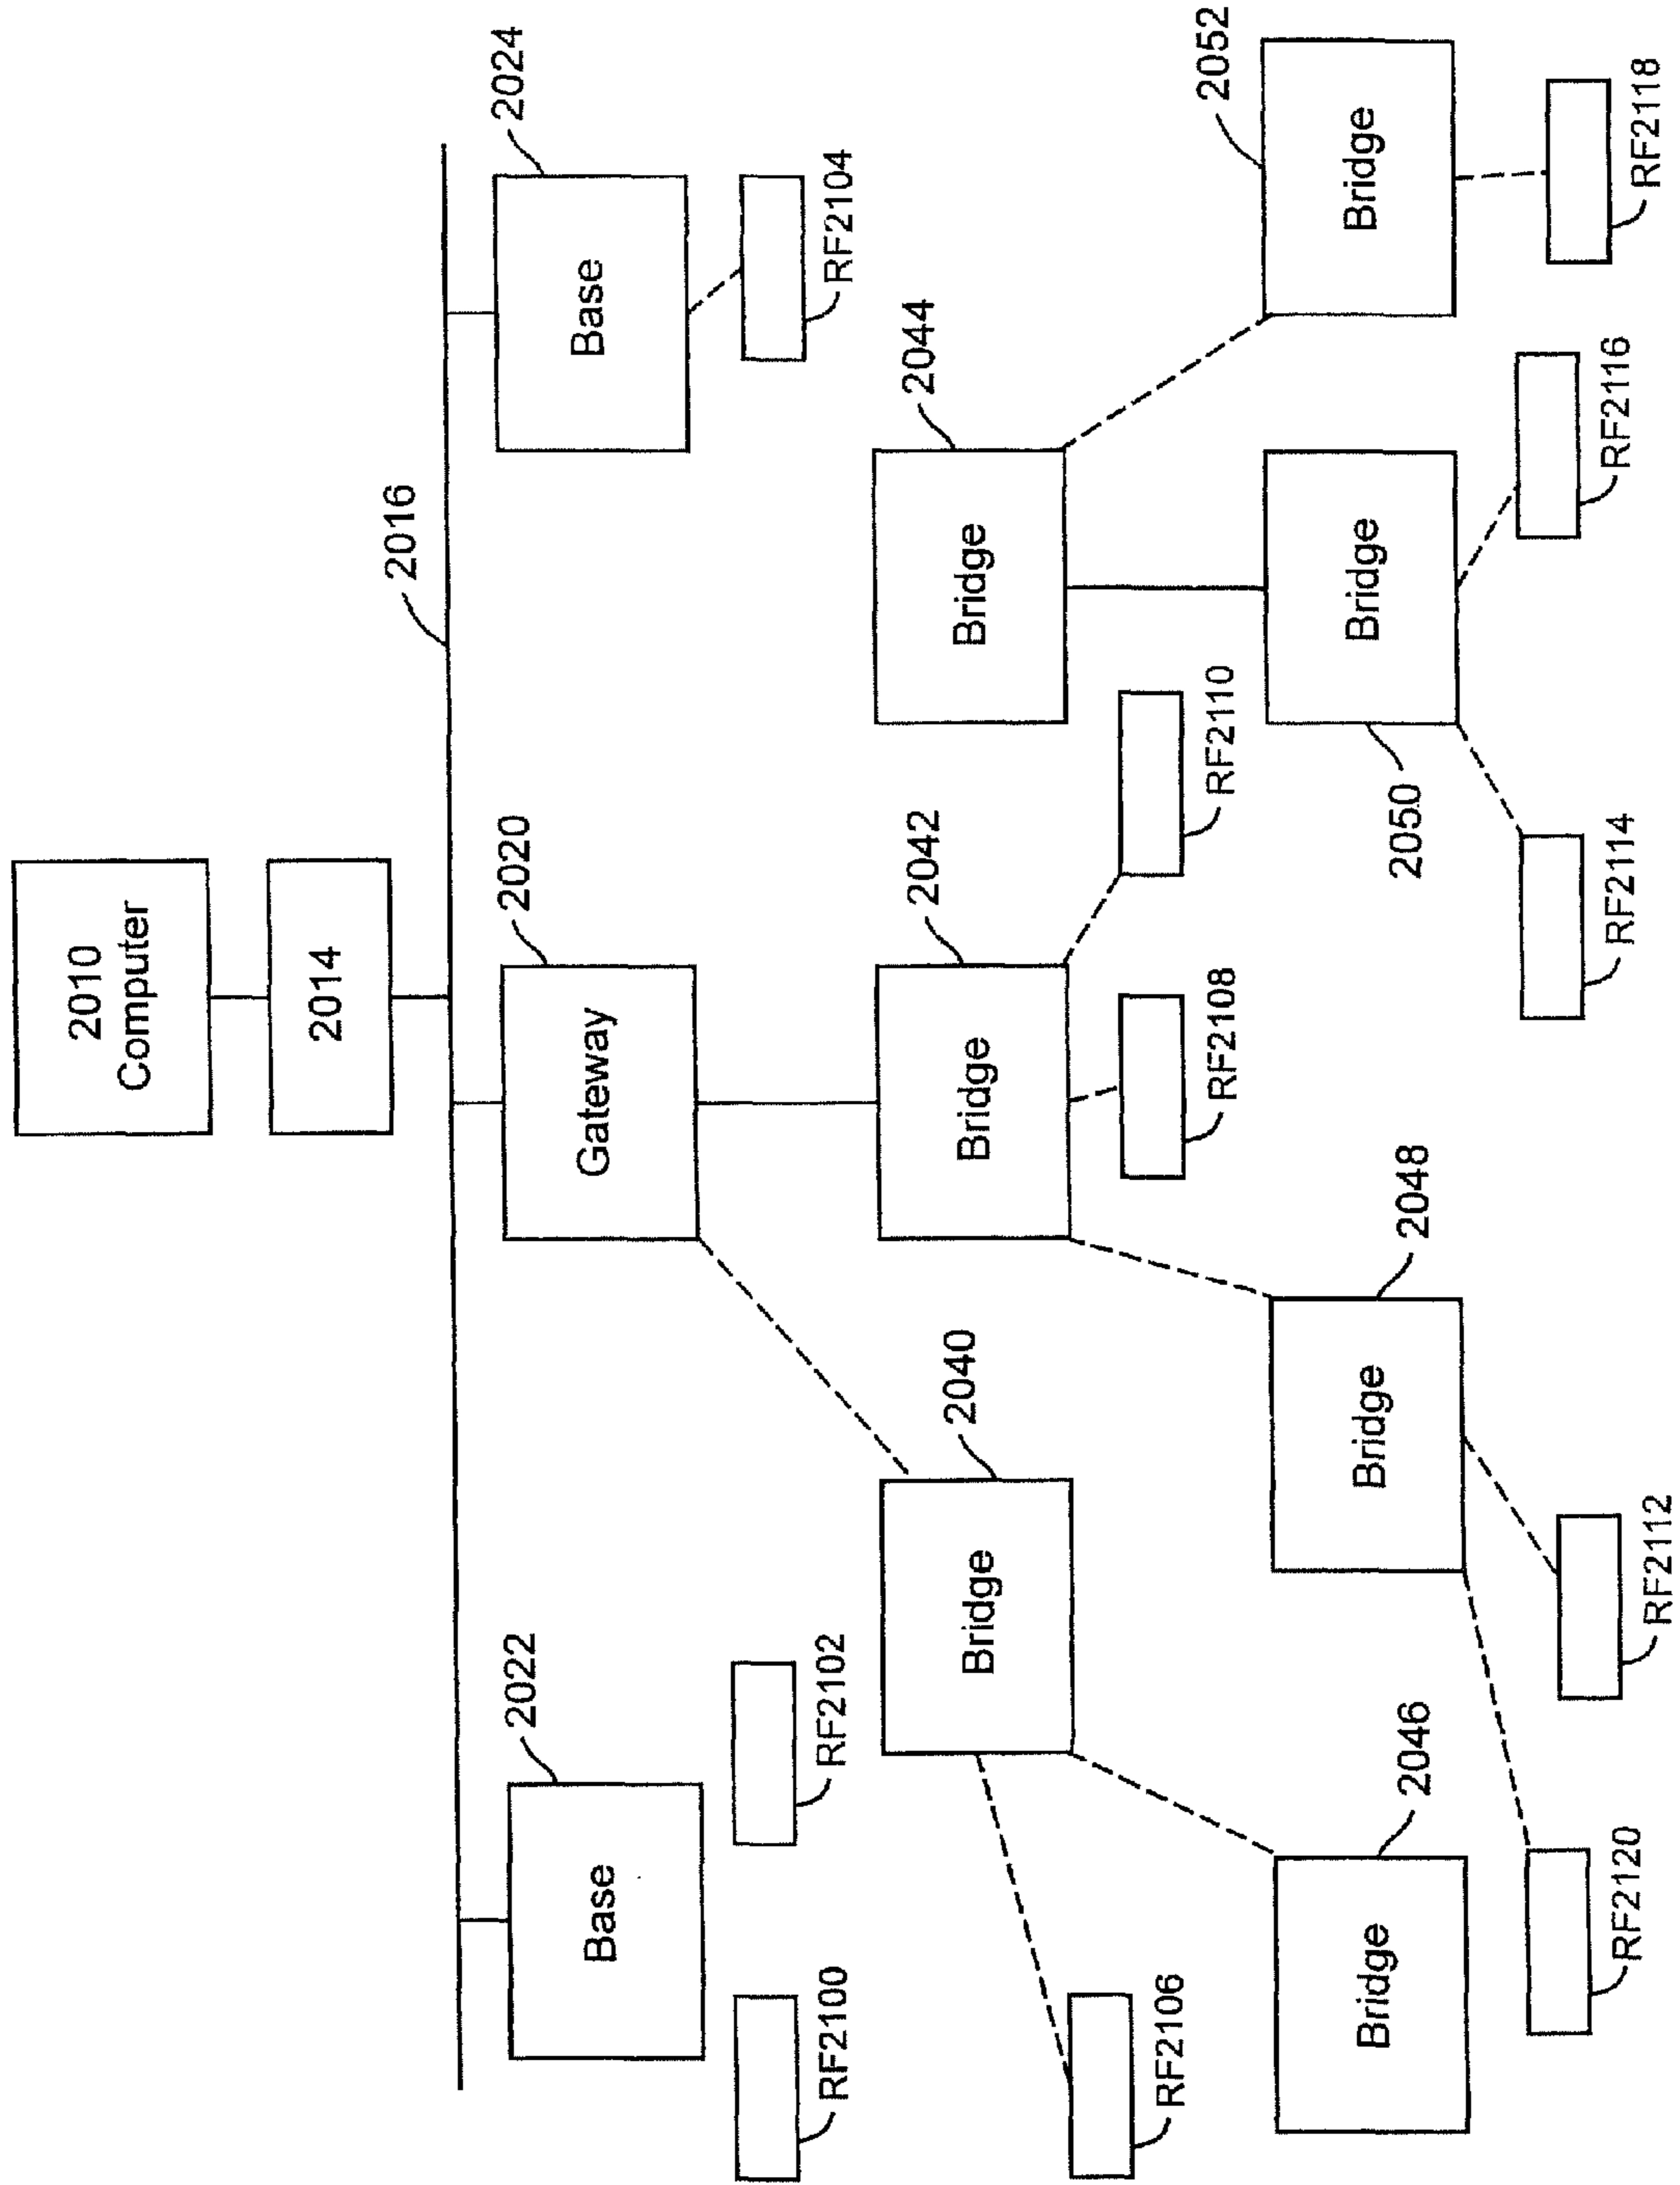 2010
Computer
2014
2016
2022
2020
2024
Base
Gateway
Base
RF2100
RF2102
RF2104
2040
2042
2044
Bridge
Bridge
Bridge
RF2106
RF2108
RF2110
2046
2048
2050
2052
Bridge
Bridge
Bridge
Bridge
RF2120
RF2112
RF2114
RF2116
RF2118